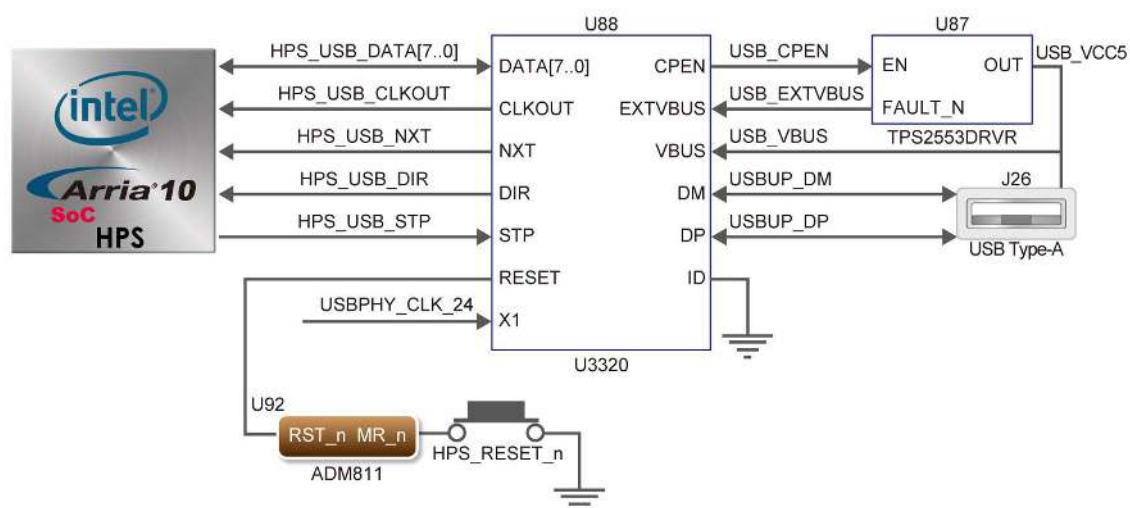 U88
U87
HPS_USB_DATA[7..0]
DATA[7..0]
CPEN
USB_CPEN
EN
OUT
USB_VCC5
intel
HPS_USB_CLKOUT
CLKOUT
EXTVBUS
USB_EXTVBUS
FAULT_N
HPS_USB_NXT
NXT
VBUS
USB_VBUS
TPS2553DRVR
Arria 10
SoC
HPS
HPS_USB_DIR
DIR
DM
USBUP_DM
J26
HPS_USB_STP
STP
DP
USBUP_DP
USB Type-A
RESET
ID
USBPHY_CLK_24
X1
U3320
U92
RST_n MR_n
HPS_RESET_n
ADM811